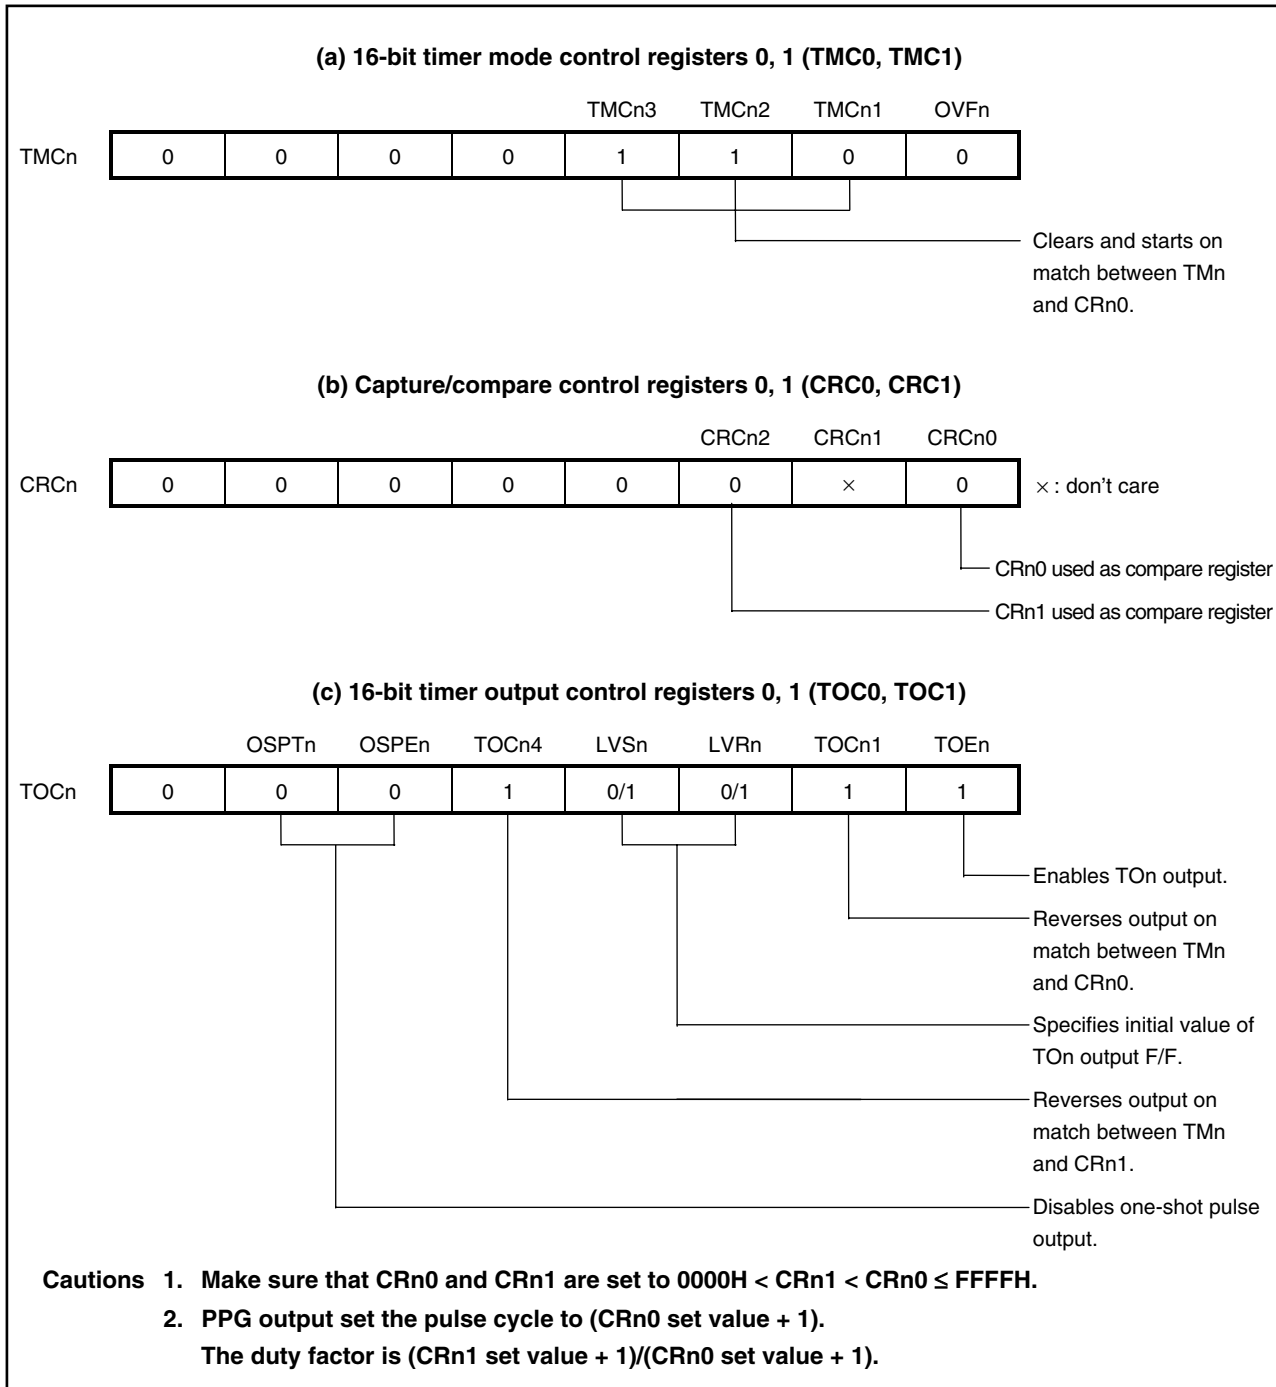 (a) 16-bit timer mode control registers 0, 1 (TMC0, TMC1)
TMCn3 TMCn2 TMCn1 OVFn
TMCn 0 0 0 0 1 1 0 0
Clears and starts on
match between TMn
and CRn0.
(b) Capture/compare control registers 0, 1 (CRC0, CRC1)
CRCn2 CRCn1 CRCn0
CRCn 0 0 0 0 0 0 × 0 × : don't care
CRn0 used as compare register
CRn1 used as compare register
(c) 16-bit timer output control registers 0, 1 (TOC0, TOC1)
OSPTn OSPEn TOCn4 LVSn LVRn TOCn1 TOEn
TOCn 0 0 0 1 0/1 0/1 1 1
Enables TOn output.
Reverses output on
match between TMn
and CRn0.
Specifies initial value of
TOn output F/F.
Reverses output on
match between TMn
and CRn1.
Disables one-shot pulse
output.
Cautions 1. Make sure that CRn0 and CRn1 are set to 0000H < CRn1 < CRn0 ≤ FFFFH.
2. PPG output set the pulse cycle to (CRn0 set value + 1).
The duty factor is (CRn1 set value + 1)/(CRn0 set value + 1).